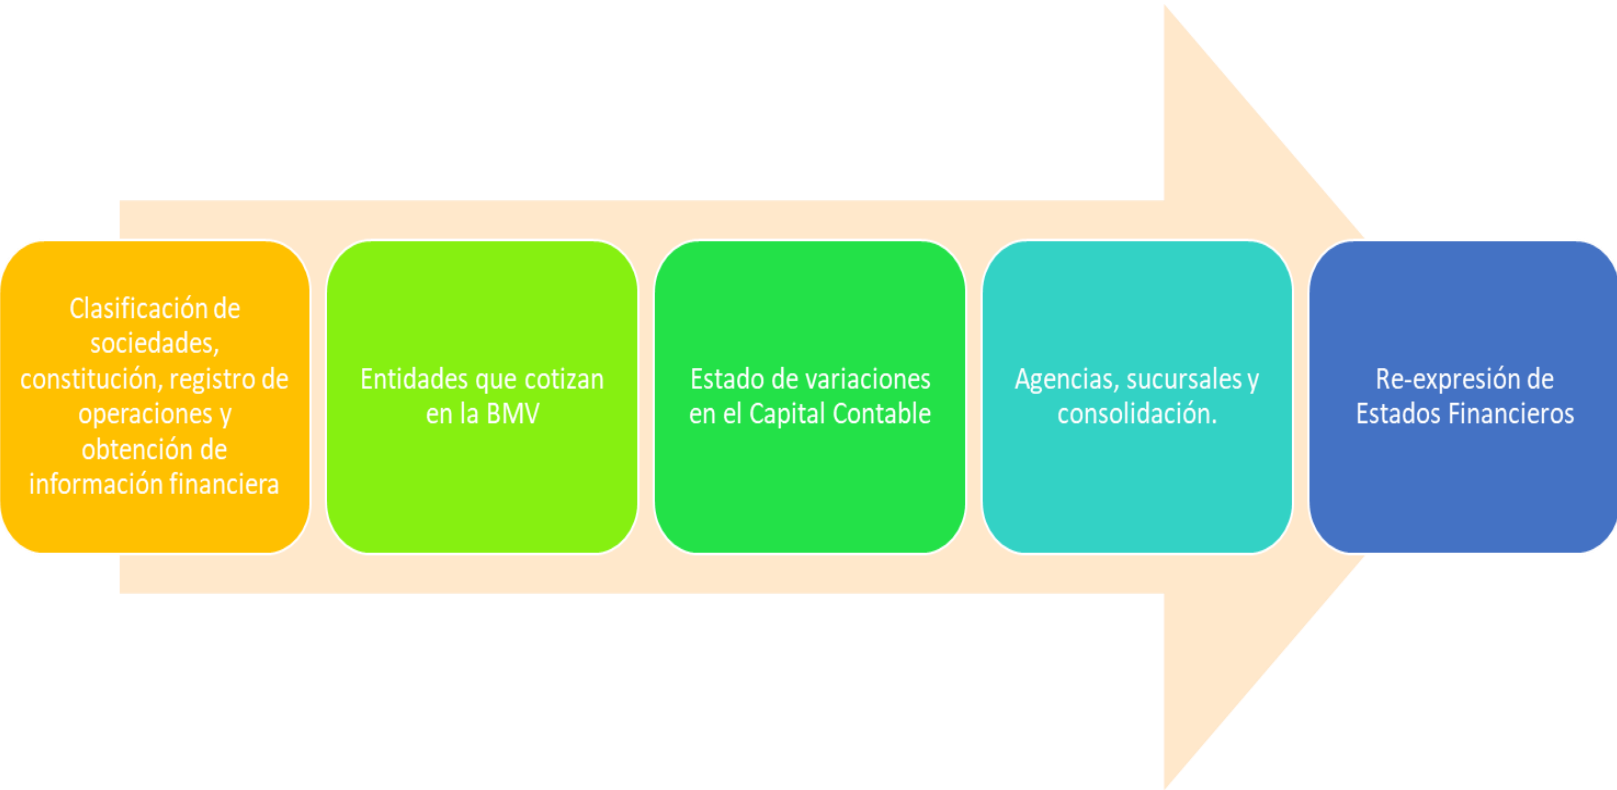 Clasificación de
sociedades,
constitución, registro de
operaciones y
obtención de
información financiera
Entidades que cotizan
en la BMV
Estado de variaciones
en el Capital Contable
Agencias, sucursales y
consolidación.
Re-expresión de
Estados Financieros